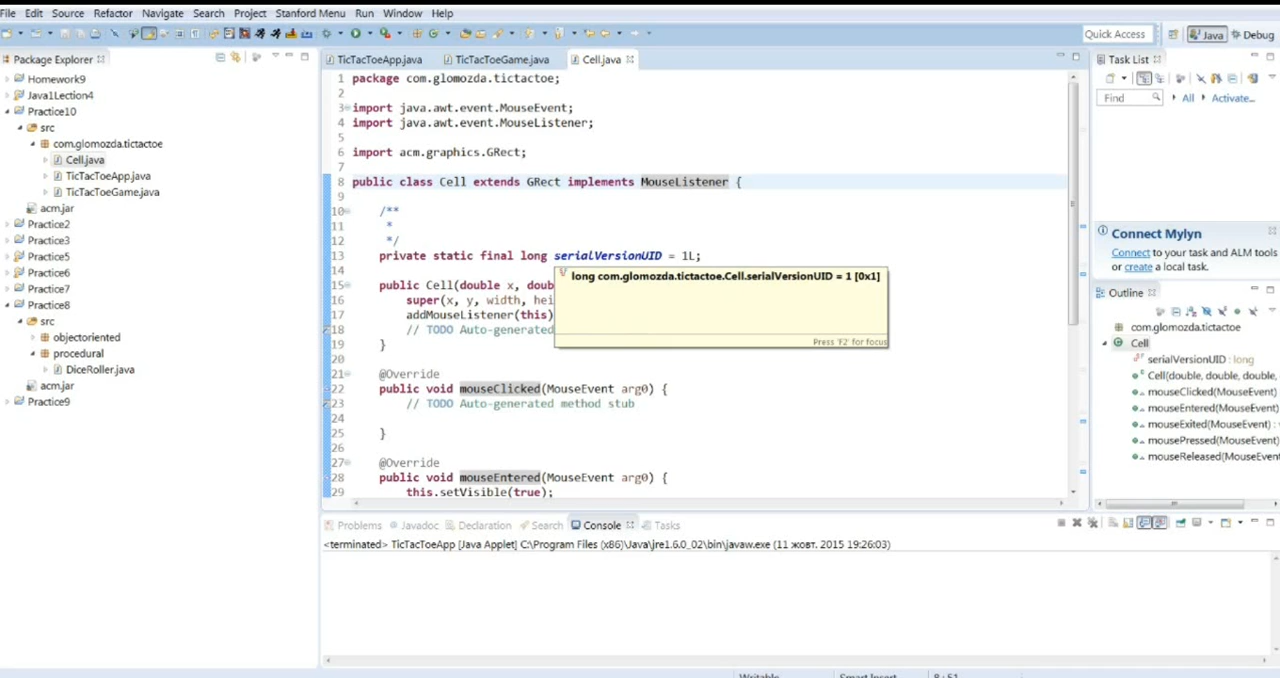 File Edit Source Refactor Navigate Search Project Stanford Menu Run Window Help
Quick Access Java Debug
Package Explorer
Homework9
Java1Lection4
Practice10
src
com.glomozda.tictactoe
Cell.java
TicTacToeApp.java
TicTacToeGame.java
acm.jar
Practice2
Practice3
Practice5
Practice6
Practice7
Practice8
src
objectoriented
procedural
DiceRoller.java
acm.jar
Practice9
TicTacToeApp.java TicTacToeGame.java Cell.java
1 package com.glomozda.tictactoe;
2
3 import java.awt.event.MouseEvent;
4 import java.awt.event.MouseListener;
5
6 import acm.graphics.GRect;
7
8 public class Cell extends GRect implements MouseListener {
9
10 /**
11 *
12 */
13 private static final long serialVersionUID = 1L;
14
15 public Cell(double x, doub
16 super(x, y, width, hei
17 addMouseListener(this)
18 // TODO Auto-generated
19 }
20
21 @Override
22 public void mouseClicked(MouseEvent arg0) {
23 // TODO Auto-generated method stub
24
25 }
26
27 @Override
28 public void mouseEntered(MouseEvent arg0) {
29 this.setVisible(true);
long com.glomozda.tictactoe.Cell.serialVersionUID = 1 [0x1]
Press 'F2' for focus
Task List
Find All Activate...
Connect Mylyn
Connect to your task and ALM tools
or create a local task.
Outline
com.glomozda.tictactoe
Cell
serialVersionUID : long
Cell(double, double, double,
mouseClicked(MouseEvent)
mouseEntered(MouseEvent)
mouseExited(MouseEvent) :
mousePressed(MouseEvent)
mouseReleased(MouseEvent
Problems Javadoc Declaration Search Console Tasks
<terminated> TicTacToeApp [Java Applet] C:\Program Files (x86)\Java\jre1.6.0_02\bin\javaw.exe (11 жовт. 2015 19:26:03)
Writable Smart Insert 8 : 51